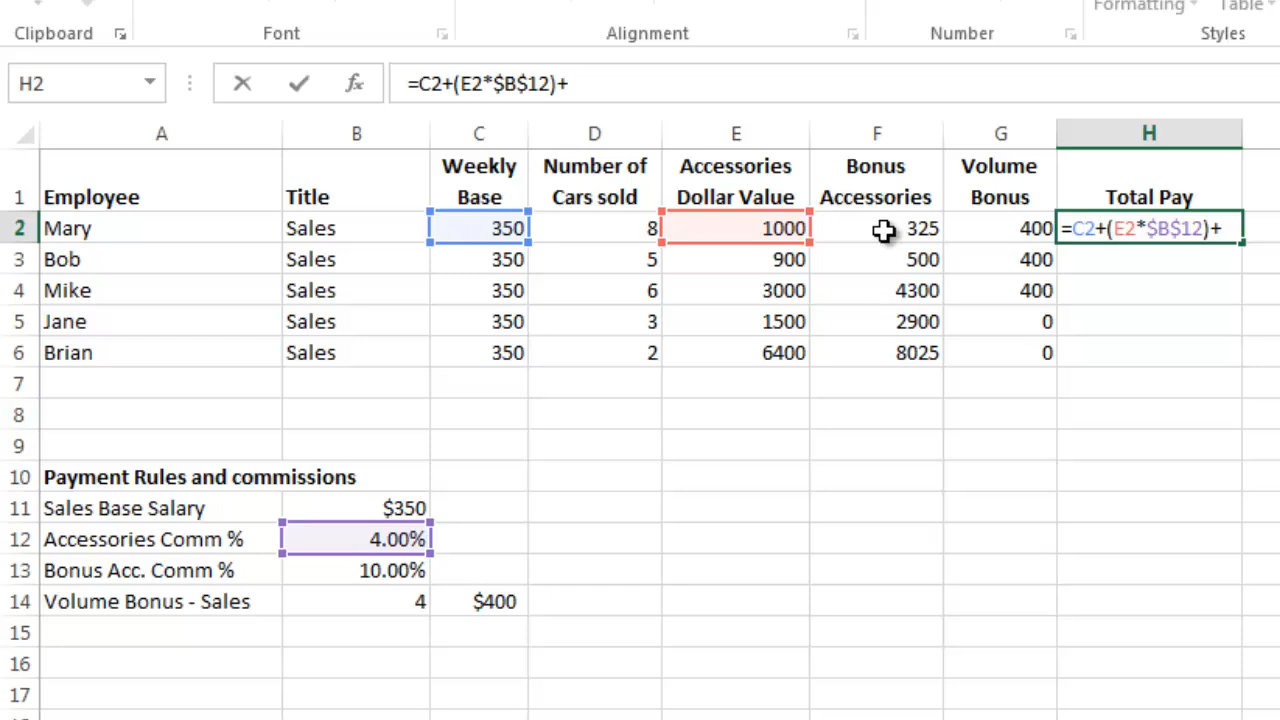 Formatting Table
Clipboard Font Alignment Number Styles
H2 fx =C2+(E2*$B$12)+
A B C D E F G H
Weekly Number of Accessories Bonus Volume
1 Employee Title Base Cars sold Dollar Value Accessories Bonus Total Pay
2 Mary Sales 350 8 1000 325 400 =C2+(E2*$B$12)+
3 Bob Sales 350 5 900 500 400
4 Mike Sales 350 6 3000 4300 400
5 Jane Sales 350 3 1500 2900 0
6 Brian Sales 350 2 6400 8025 0
7
8
9
10 Payment Rules and commissions
11 Sales Base Salary $350
12 Accessories Comm % 4.00%
13 Bonus Acc. Comm % 10.00%
14 Volume Bonus - Sales 4 $400
15
16
17